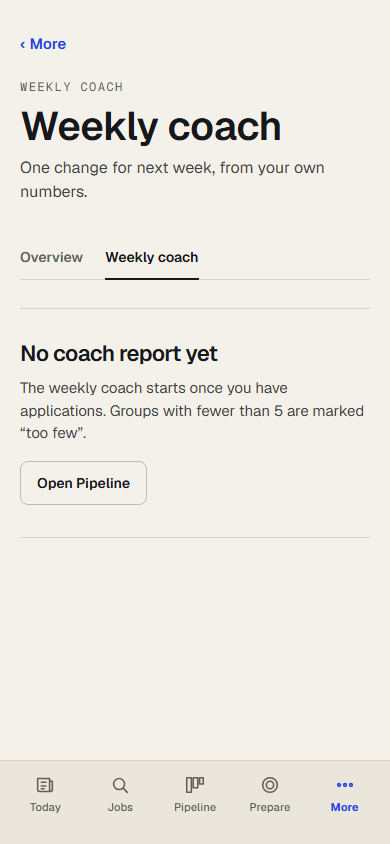 ‹ More
WEEKLY COACH
Weekly coach
One change for next week, from your own
numbers.
Overview Weekly coach
No coach report yet
The weekly coach starts once you have
applications. Groups with fewer than 5 are marked
“too few”.
Open Pipeline
Today Jobs Pipeline Prepare More